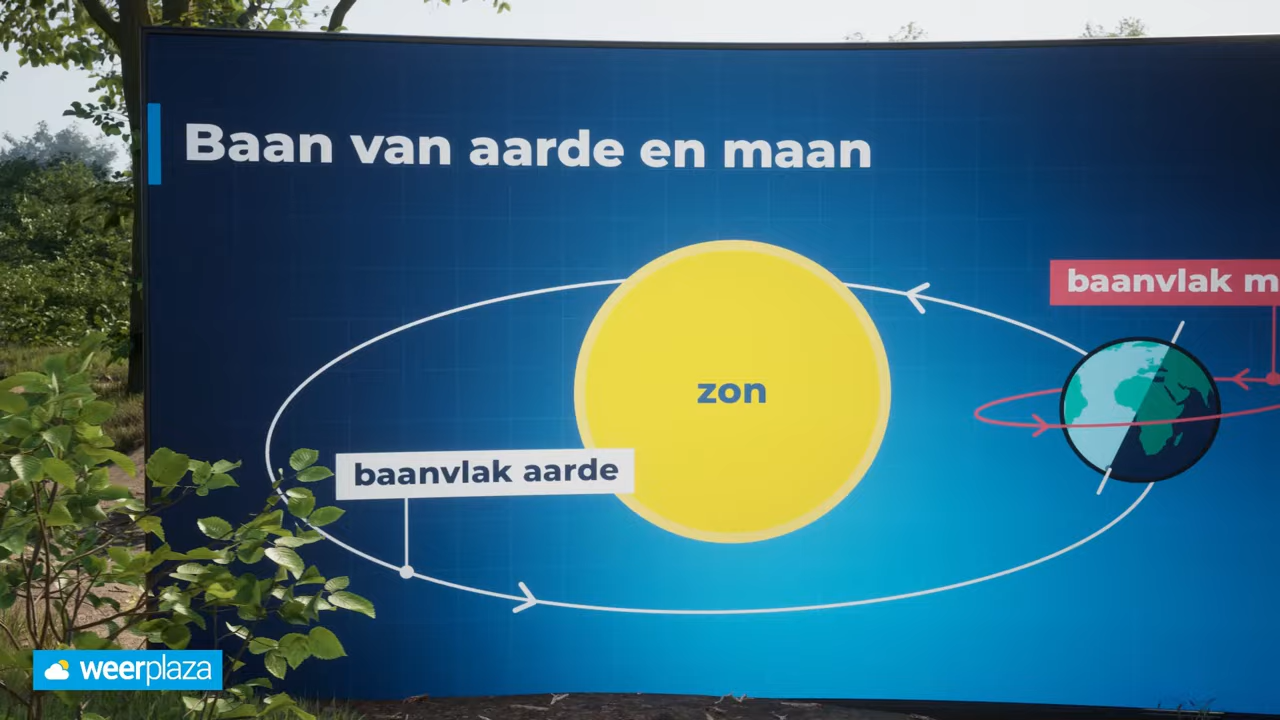 Baan van aarde en maan
baanvlak m
zon
baanvlak aarde
weerplaza